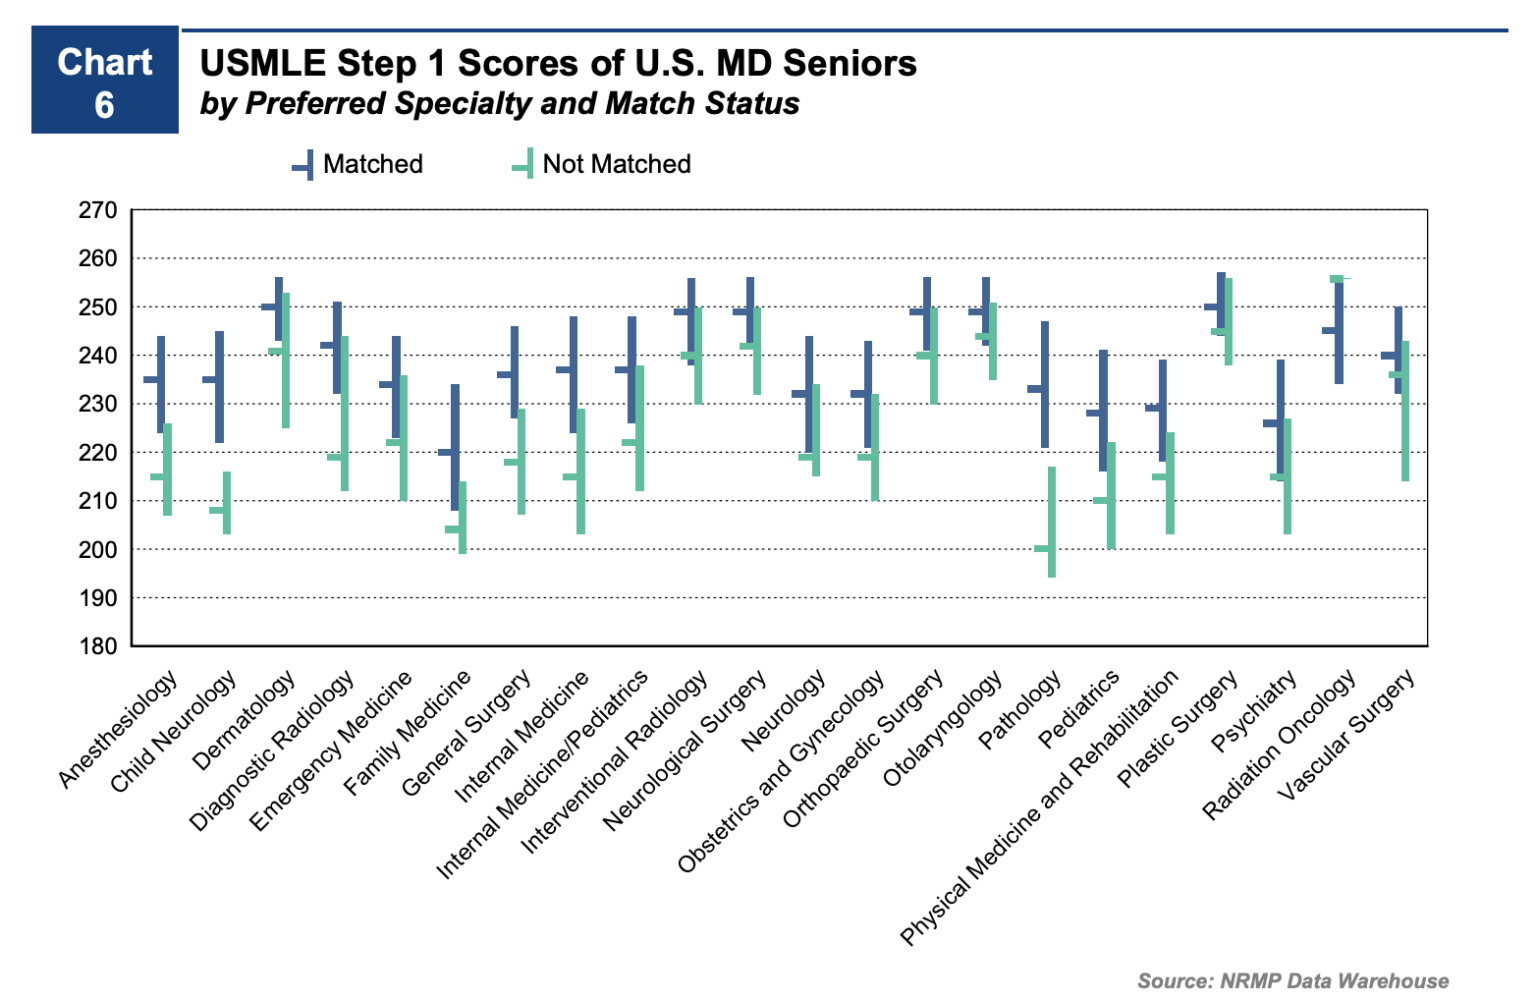 Chart
6
USMLE Step 1 Scores of U.S. MD Seniors
by Preferred Specialty and Match Status
Matched
Not Matched
270
260
250
240
230
220
210
200
190
180
Anesthesiology
Child Neurology
Dermatology
Diagnostic Radiology
Emergency Medicine
Family Medicine
General Surgery
Internal Medicine
Internal Medicine/Pediatrics
Interventional Radiology
Neurological Surgery
Neurology
Obstetrics and Gynecology
Orthopaedic Surgery
Otolaryngology
Pathology
Pediatrics
Physical Medicine and Rehabilitation
Plastic Surgery
Psychiatry
Radiation Oncology
Vascular Surgery
Source: NRMP Data Warehouse